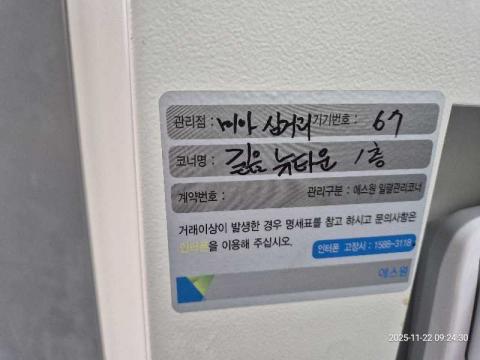 관리점 : 미아 삼거리 기기번호 : 67
코너명 : 길음 뉴타운 1층
계약번호 : 관리구분 : 에스원 일괄관리코너
거래이상이 발생한 경우 명세표를 참고 하시고 문의사항은
인터폰을 이용해 주십시오.
인터폰 고장시 : 1588-3118
에스원
2025-11-22 09:24:30